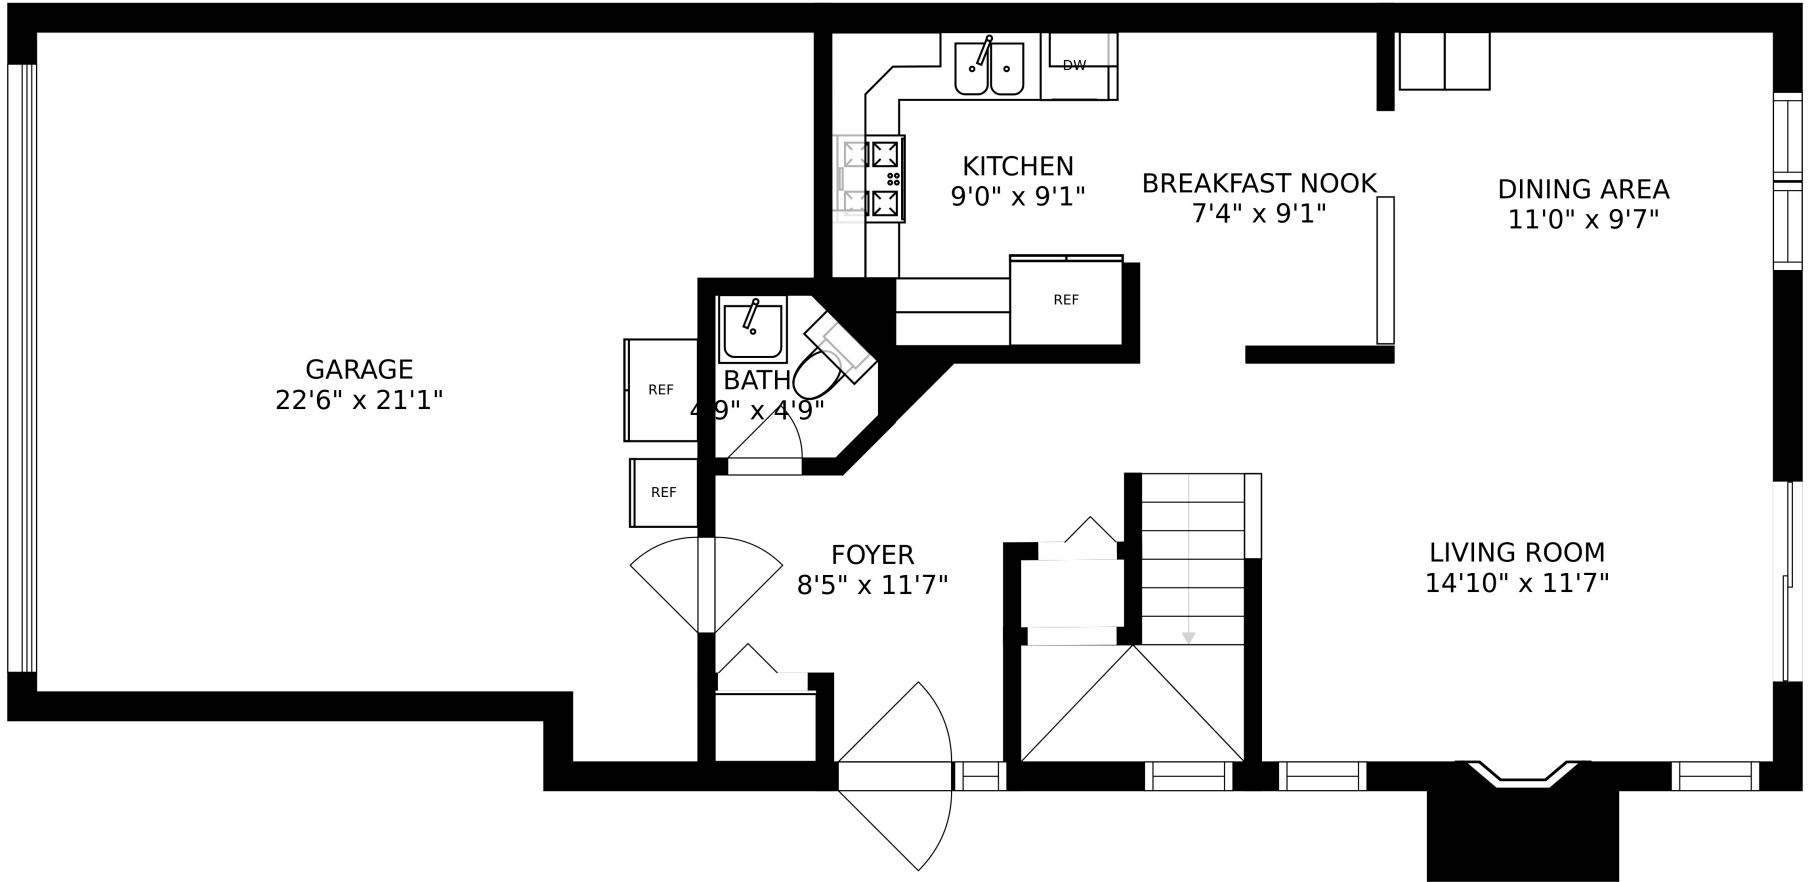 DW
KITCHEN
9'0" x 9'1"
BREAKFAST NOOK
7'4" x 9'1"
DINING AREA
11'0" x 9'7"
REF
GARAGE
22'6" x 21'1"
REF
BATH
4'9" x 4'9"
REF
FOYER
8'5" x 11'7"
LIVING ROOM
14'10" x 11'7"